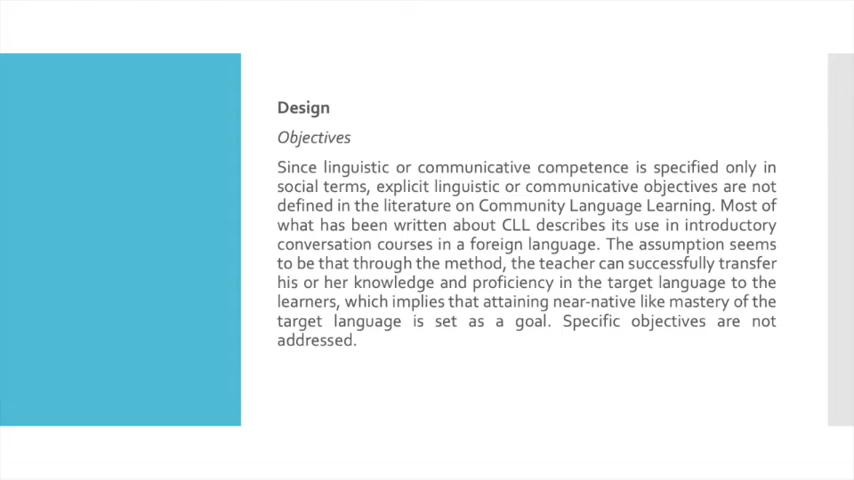 Design
Objectives
Since linguistic or communicative competence is specified only in
social terms, explicit linguistic or communicative objectives are not
defined in the literature on Community Language Learning. Most of
what has been written about CLL describes its use in introductory
conversation courses in a foreign language. The assumption seems
to be that through the method, the teacher can successfully transfer
his or her knowledge and proficiency in the target language to the
learners, which implies that attaining near-native like mastery of the
target language is set as a goal. Specific objectives are not
addressed.